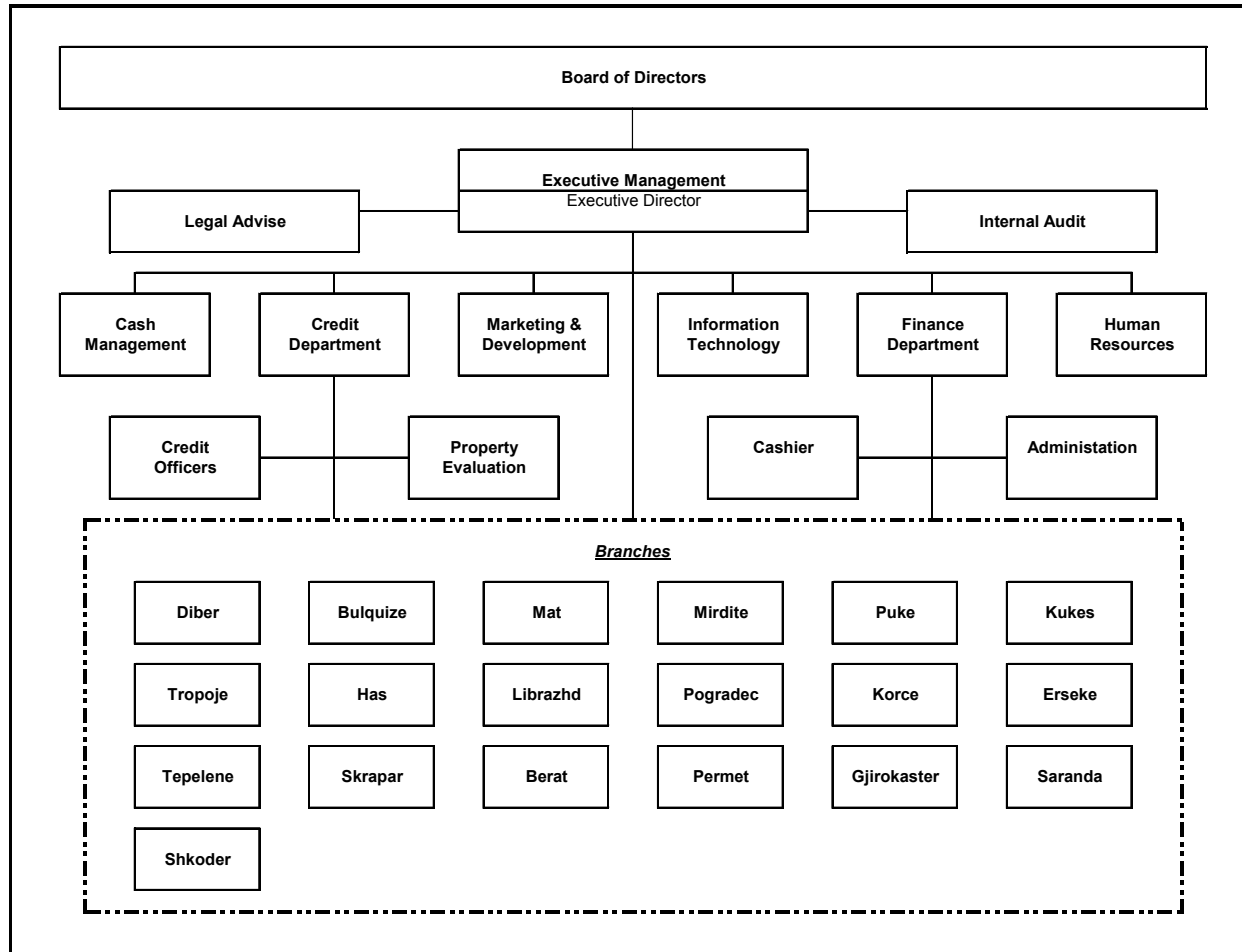 Board of Directors
Executive Management
Executive Director
Legal Advise
Internal Audit
Cash
Management
Credit
Department
Marketing &
Development
Information
Technology
Finance
Department
Human
Resources
Credit
Officers
Property
Evaluation
Cashier
Administation
Branches
Diber
Bulquize
Mat
Mirdite
Puke
Kukes
Tropoje
Has
Librazhd
Pogradec
Korce
Erseke
Tepelene
Skrapar
Berat
Permet
Gjirokaster
Saranda
Shkoder